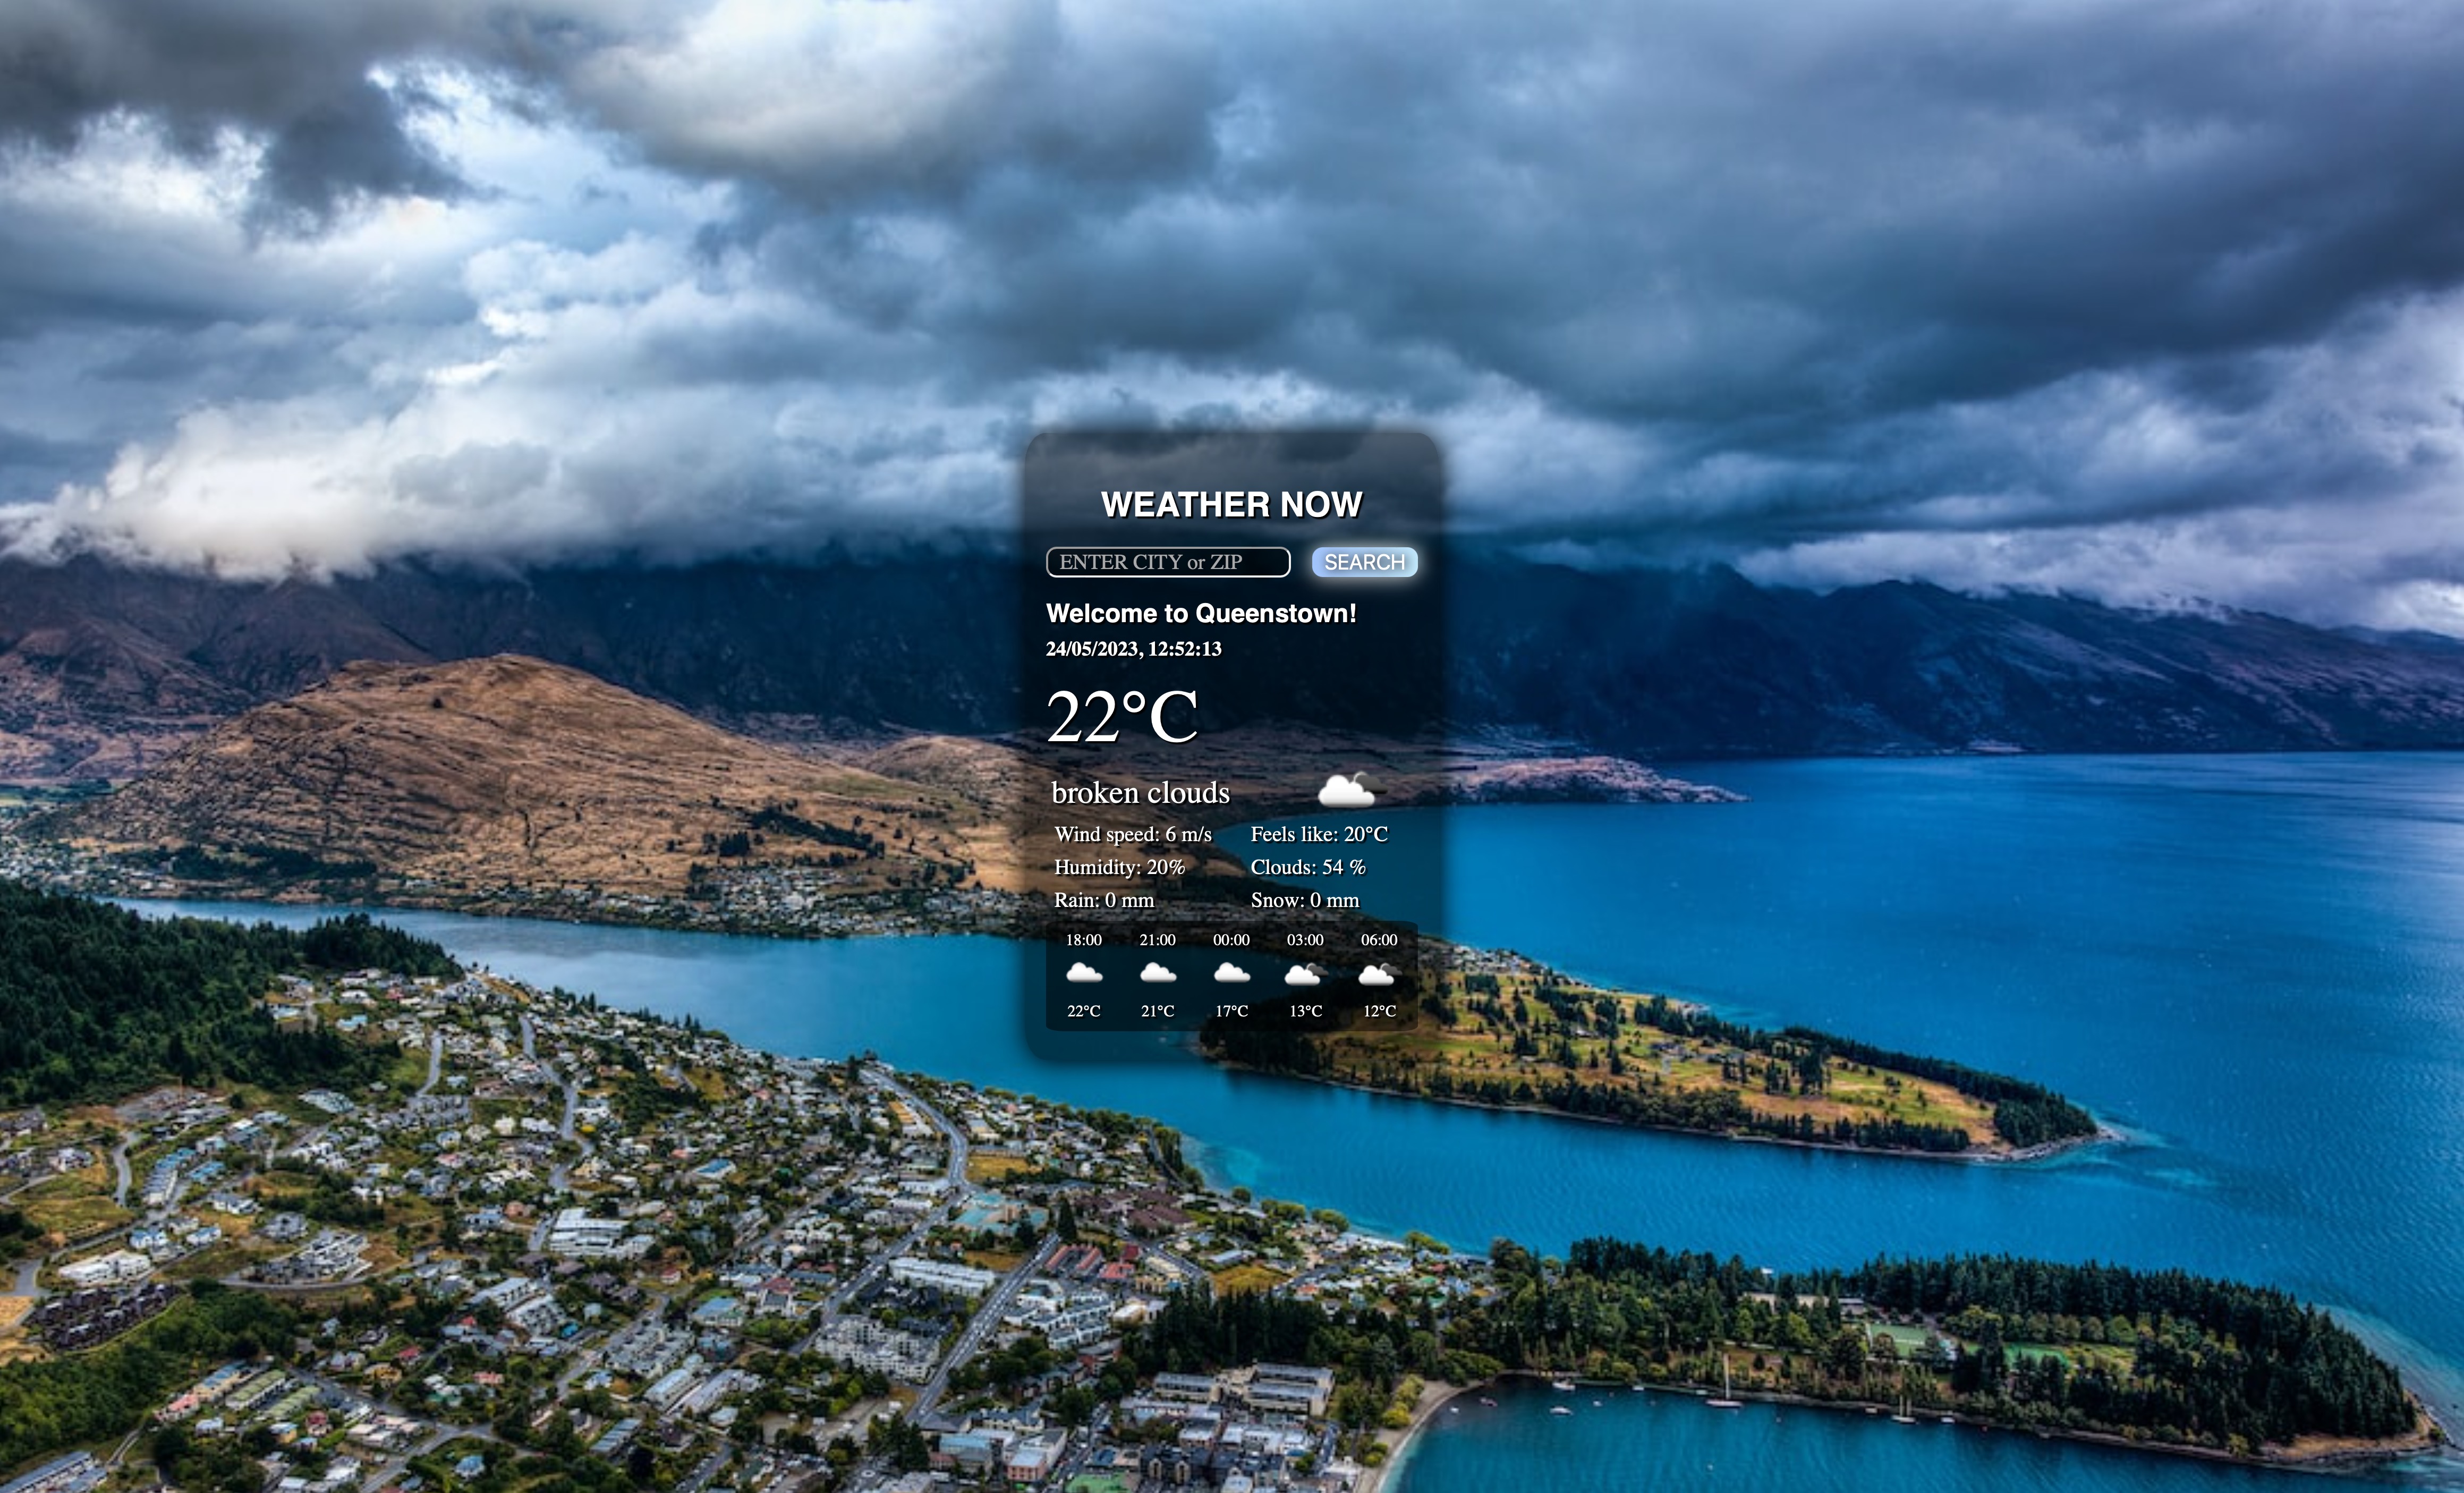 WEATHER NOW
ENTER CITY or ZIP SEARCH
Welcome to Queenstown!
24/05/2023, 12:52:13
22°C
broken clouds
Wind speed: 6 m/s Feels like: 20°C
Humidity: 20% Clouds: 54 %
Rain: 0 mm Snow: 0 mm
18:00 21:00 00:00 03:00 06:00
22°C 21°C 17°C 13°C 12°C